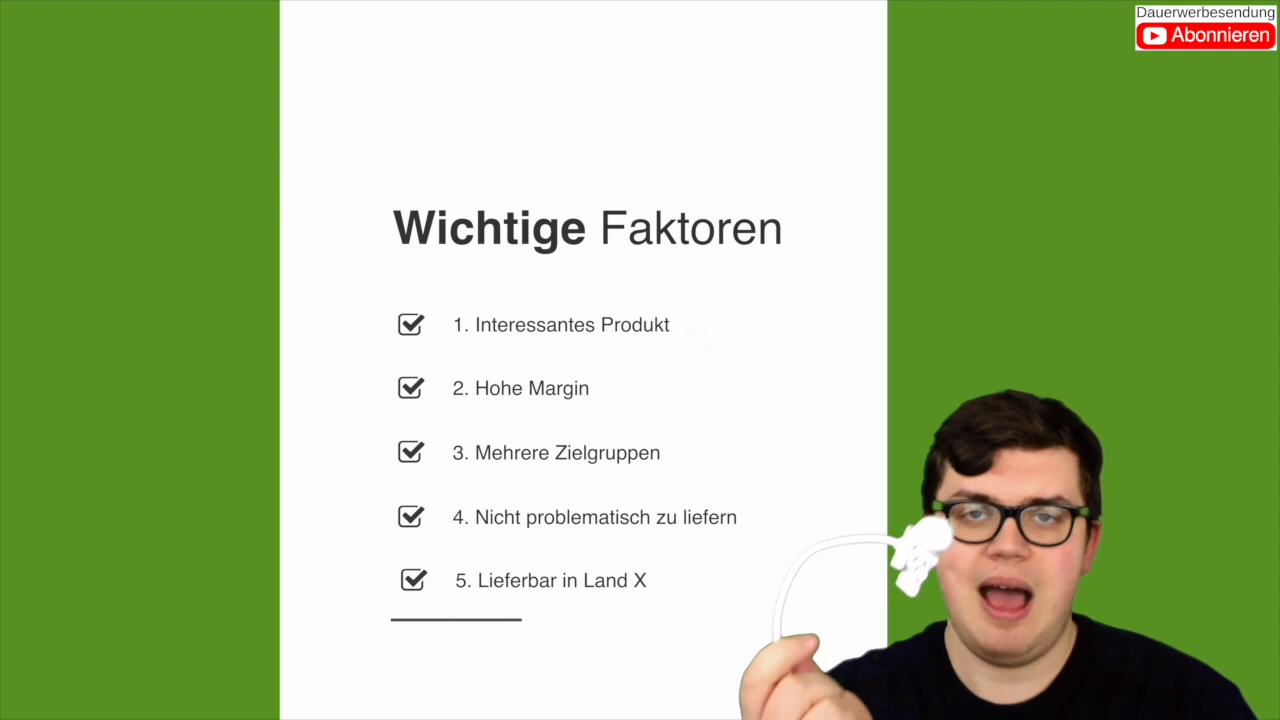 Dauerwerbesendung
Abonnieren
Wichtige Faktoren
1. Interessantes Produkt
2. Hohe Margin
3. Mehrere Zielgruppen
4. Nicht problematisch zu liefern
5. Lieferbar in Land X